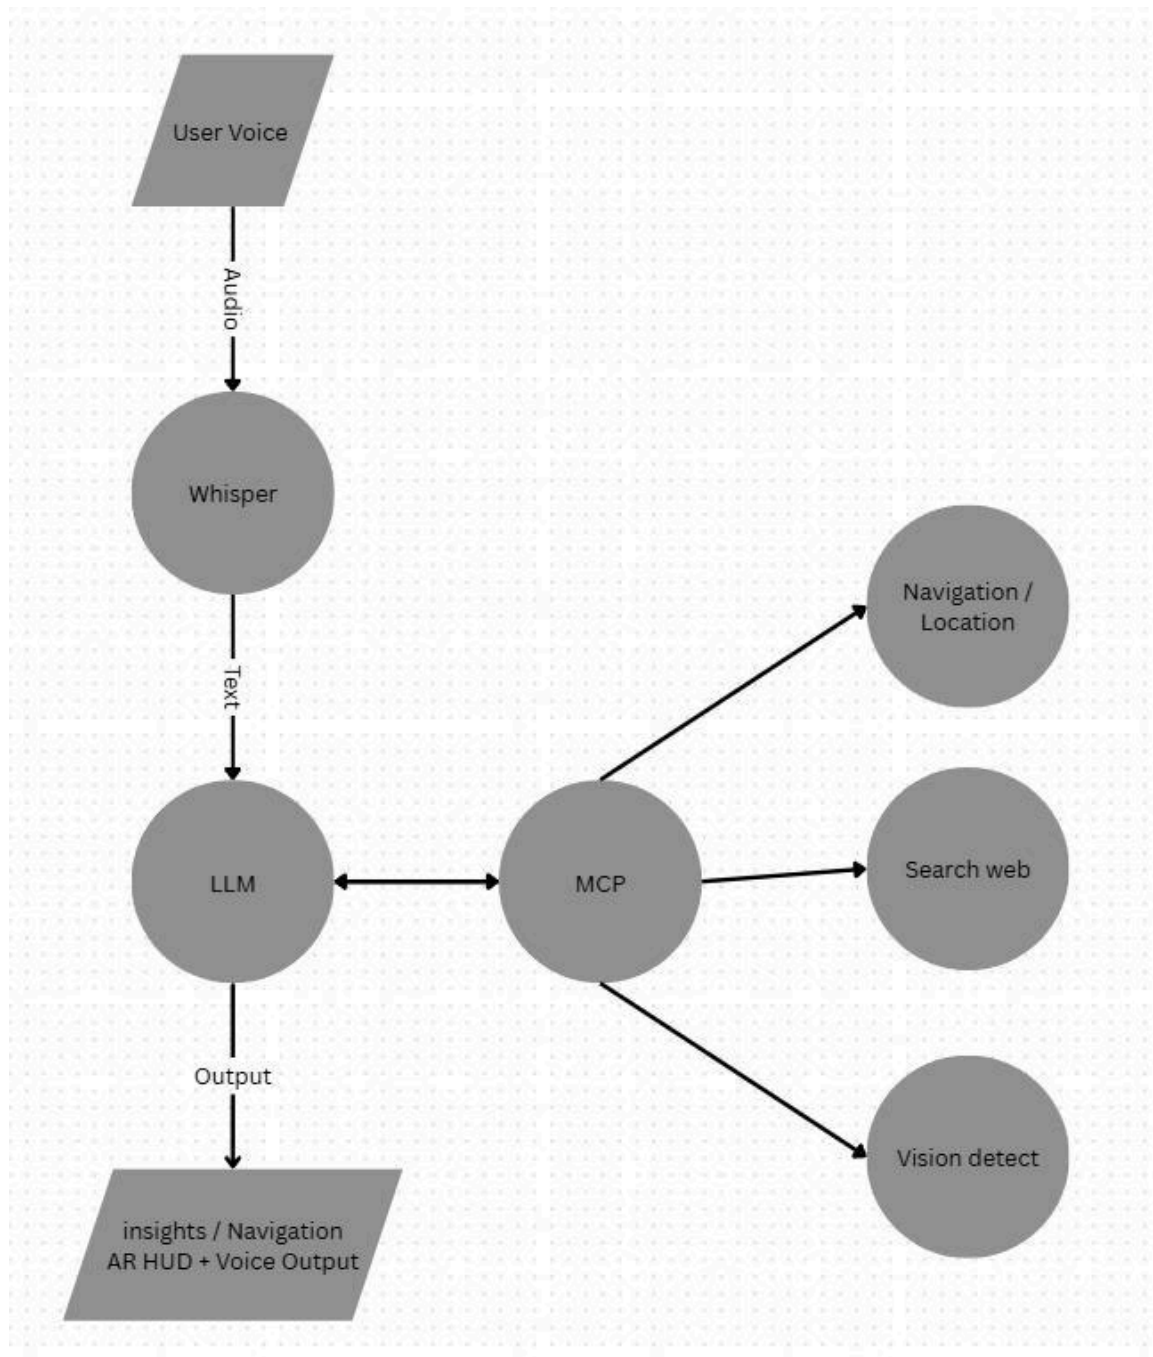 User Voice
Audio
Whisper
Text
LLM
MCP
Navigation /
Location
Search web
Vision detect
Output
insights / Navigation
AR HUD + Voice Output